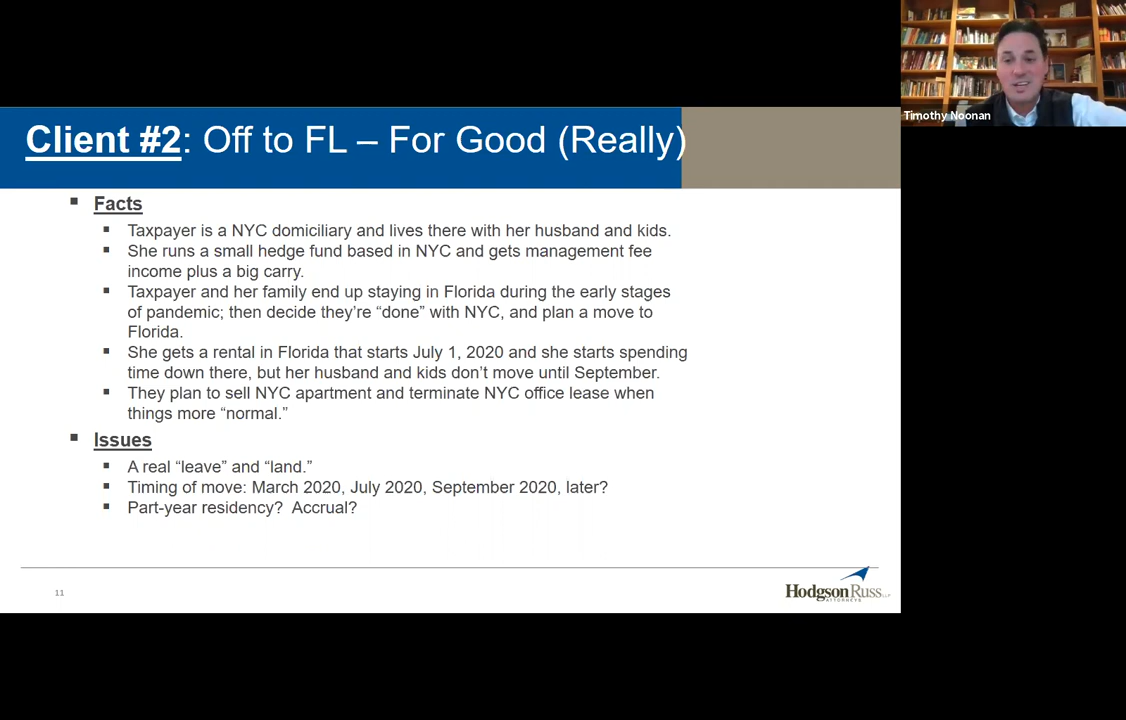 Timothy Noonan
Client #2: Off to FL – For Good (Really)
▪ Facts
▪ Taxpayer is a NYC domiciliary and lives there with her husband and kids.
▪ She runs a small hedge fund based in NYC and gets management fee
income plus a big carry.
▪ Taxpayer and her family end up staying in Florida during the early stages
of pandemic; then decide they’re “done” with NYC, and plan a move to
Florida.
▪ She gets a rental in Florida that starts July 1, 2020 and she starts spending
time down there, but her husband and kids don’t move until September.
▪ They plan to sell NYC apartment and terminate NYC office lease when
things more “normal.”
▪ Issues
▪ A real “leave” and “land.”
▪ Timing of move: March 2020, July 2020, September 2020, later?
▪ Part-year residency? Accrual?
11
HodgsonRuss LLP
ATTORNEYS